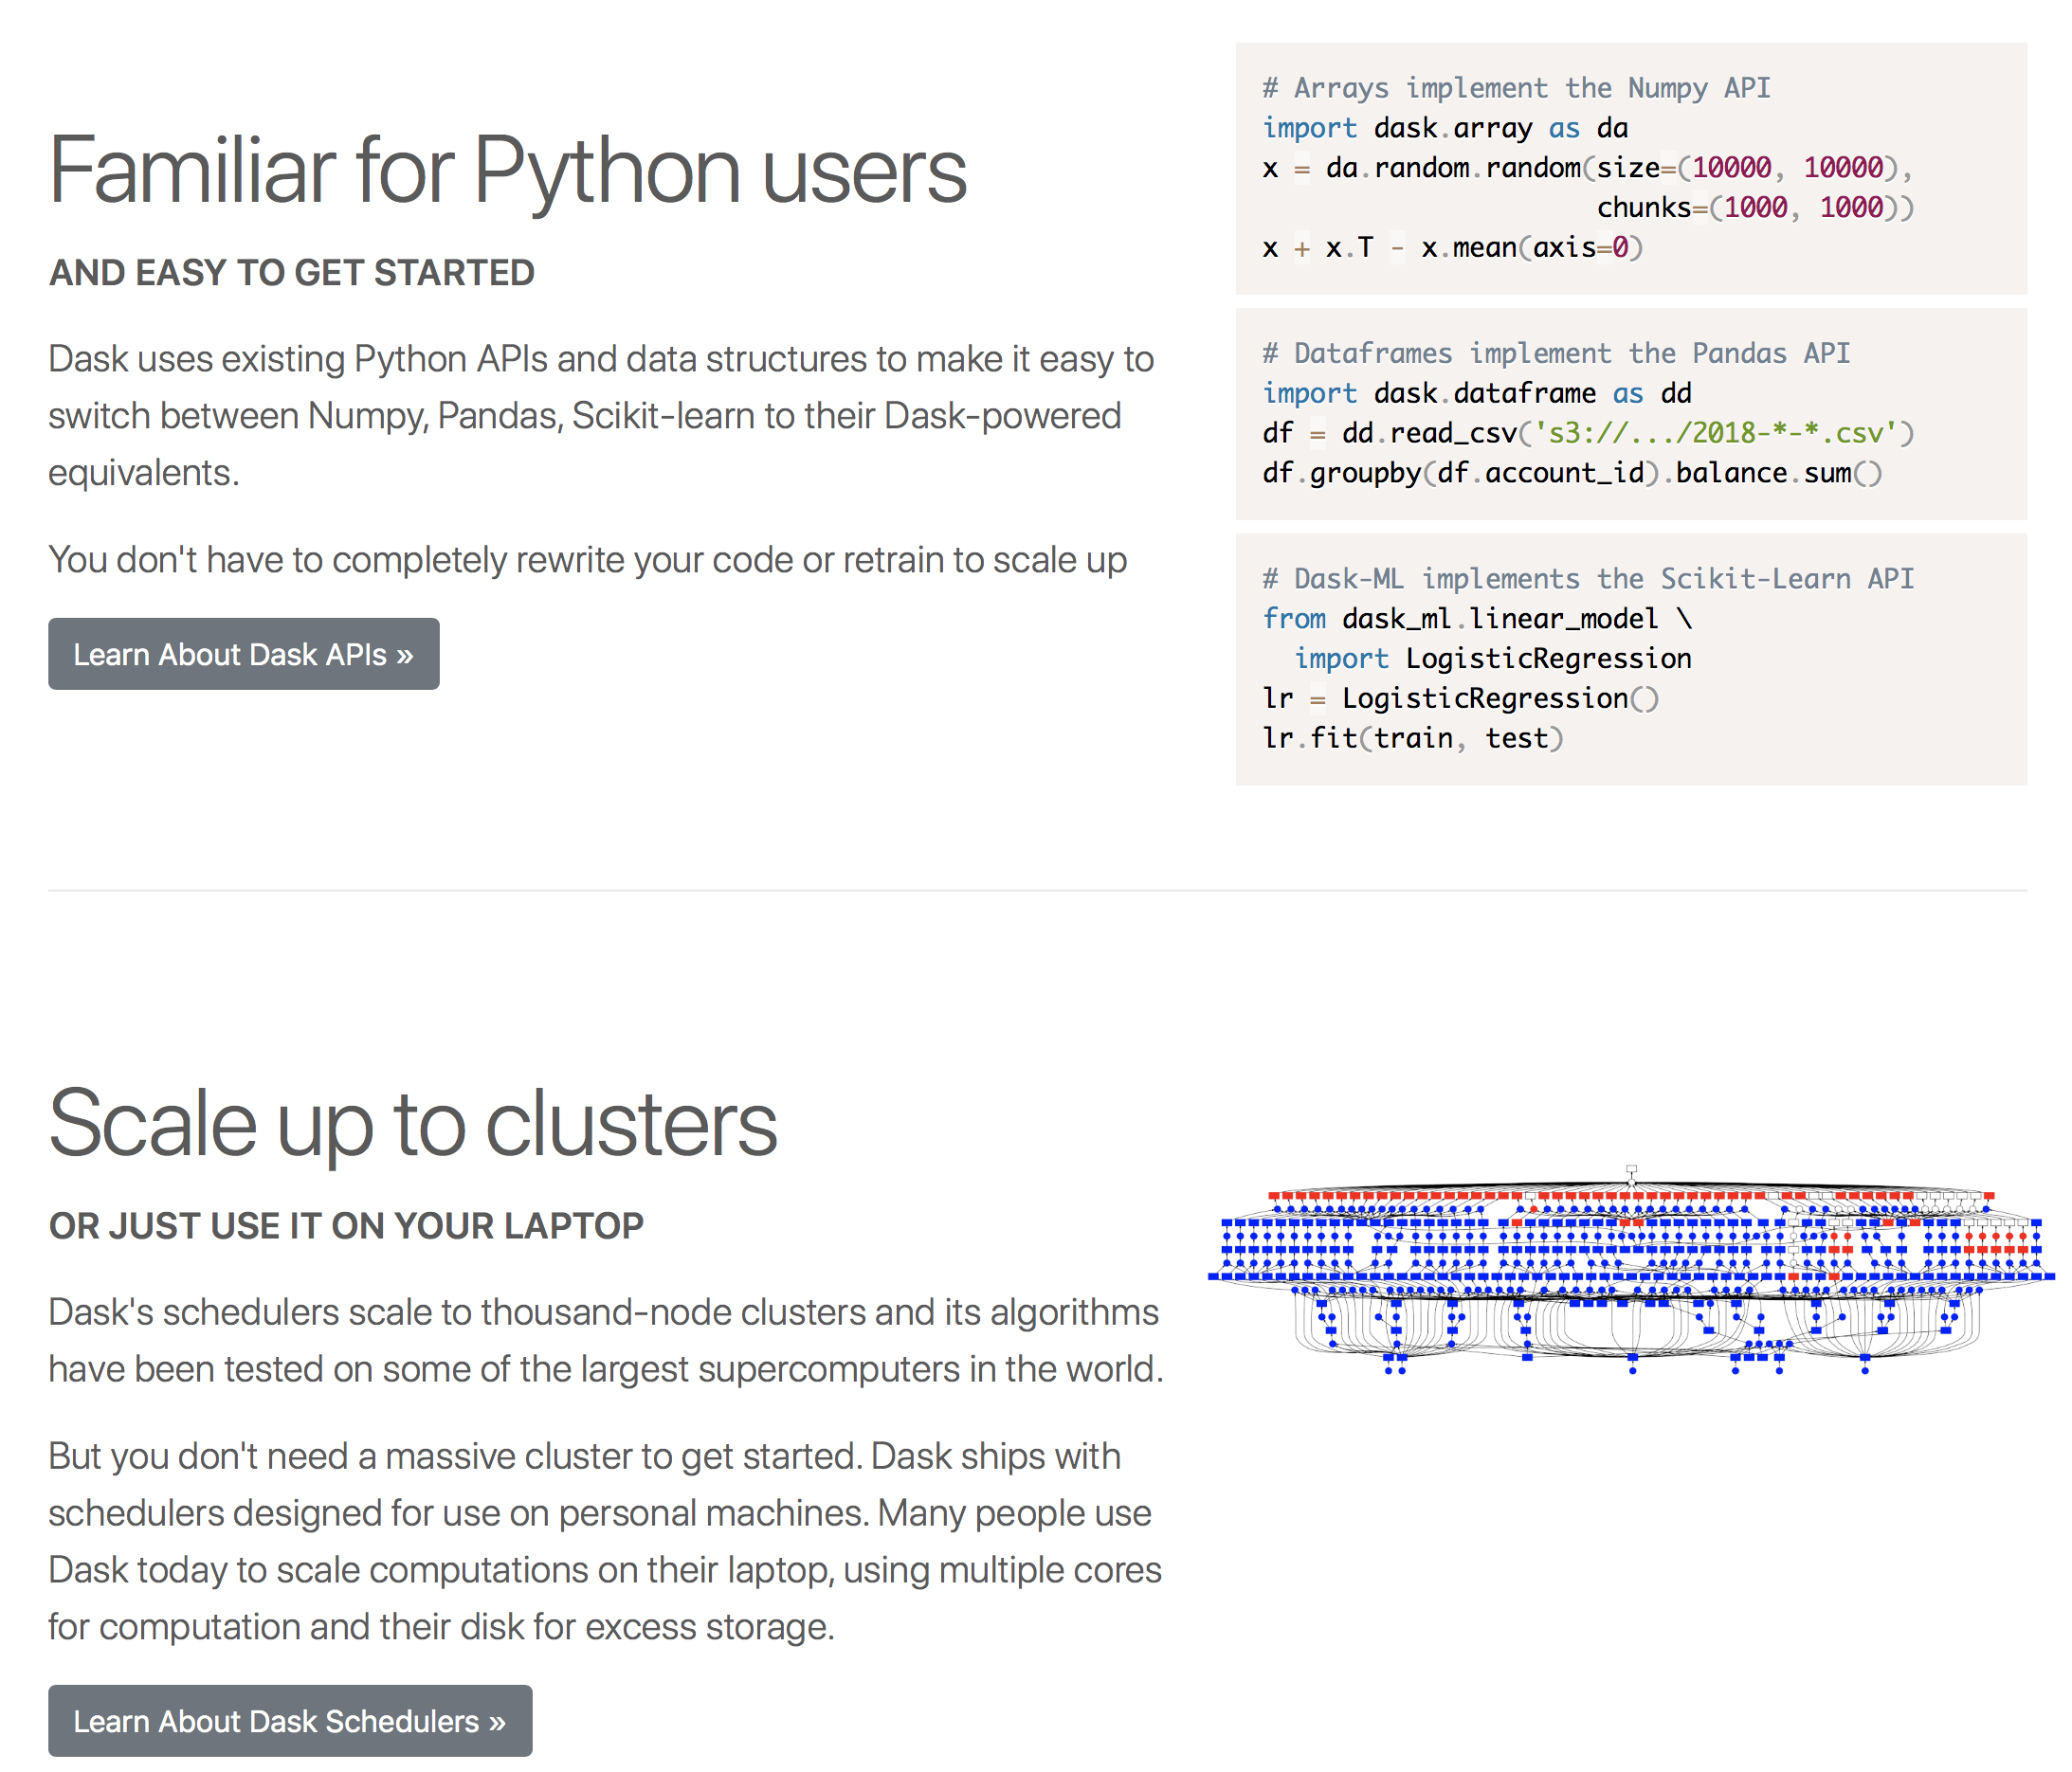 Familiar for Python users
AND EASY TO GET STARTED
Dask uses existing Python APIs and data structures to make it easy to
switch between Numpy, Pandas, Scikit-learn to their Dask-powered
equivalents.
You don't have to completely rewrite your code or retrain to scale up
Learn About Dask APIs »
# Arrays implement the Numpy API
import dask.array as da
x = da.random.random(size=(10000, 10000),
                     chunks=(1000, 1000))
x + x.T - x.mean(axis=0)
# Dataframes implement the Pandas API
import dask.dataframe as dd
df = dd.read_csv('s3://.../2018-*-*.csv')
df.groupby(df.account_id).balance.sum()
# Dask-ML implements the Scikit-Learn API
from dask_ml.linear_model \
  import LogisticRegression
lr = LogisticRegression()
lr.fit(train, test)
Scale up to clusters
OR JUST USE IT ON YOUR LAPTOP
Dask's schedulers scale to thousand-node clusters and its algorithms
have been tested on some of the largest supercomputers in the world.
But you don't need a massive cluster to get started. Dask ships with
schedulers designed for use on personal machines. Many people use
Dask today to scale computations on their laptop, using multiple cores
for computation and their disk for excess storage.
Learn About Dask Schedulers »